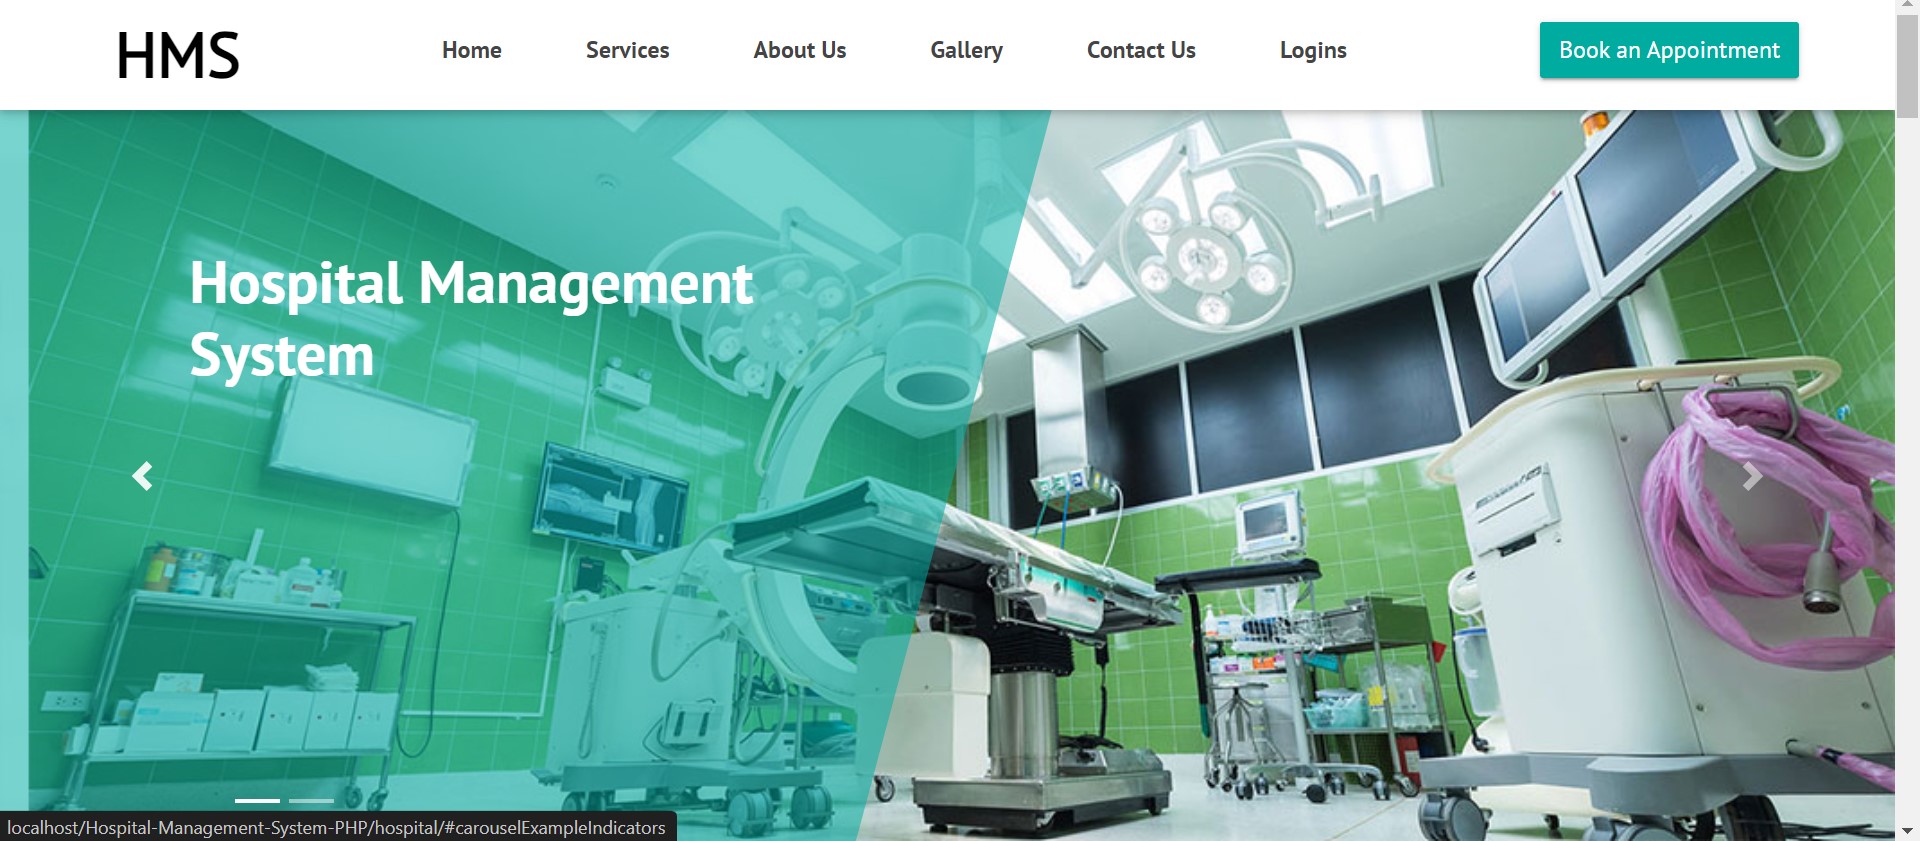 HMS
Home
Services
About Us
Gallery
Contact Us
Logins
Book an Appointment
Hospital Management
System
localhost/Hospital-Management-System-PHP/hospital/#carouselExampleIndicators